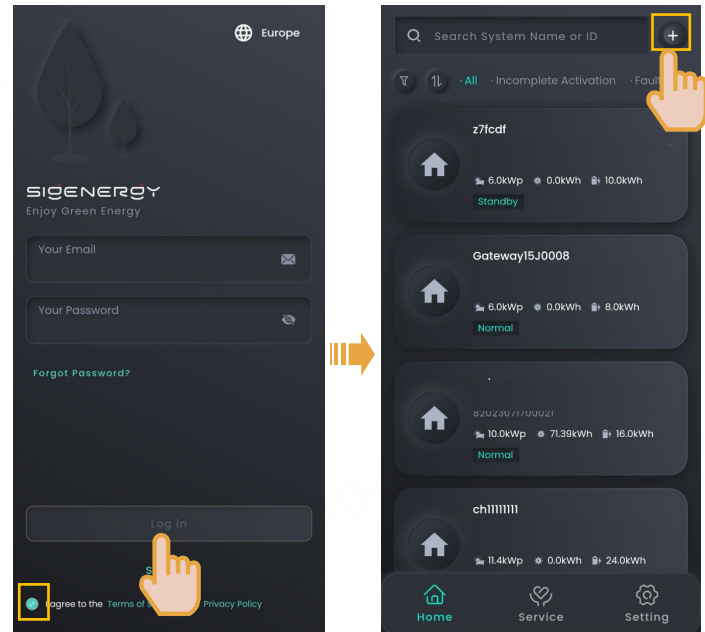 Europe
SIGENERGY
Enjoy Green Energy
Your Email
Your Password
Forgot Password?
Log in
I agree to the Terms of Privacy Policy
Search System Name or ID
· All · Incomplete Activation · Fault
z7fcdf
6.0kWp 0.0kWh 10.0kWh
Standby
Gateway15J0008
6.0kWp 0.0kWh 8.0kWh
Normal
82023071700021
10.0kWp 71.39kWh 16.0kWh
Normal
ch11111111
11.4kWp 0.0kWh 24.0kWh
Home Service Setting